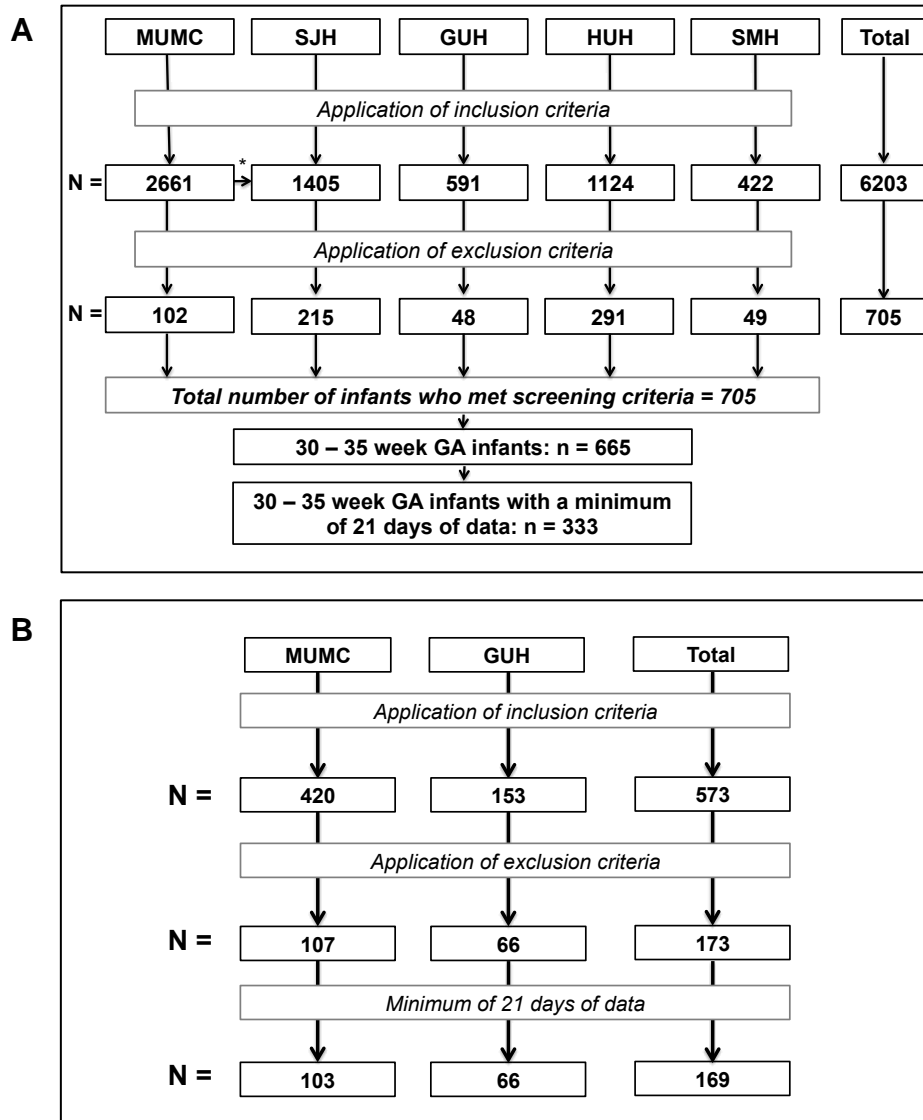 A
MUMC SJH GUH HUH SMH Total
Application of inclusion criteria
*
N = 2661 1405 591 1124 422 6203
Application of exclusion criteria
N = 102 215 48 291 49 705
Total number of infants who met screening criteria = 705
30 – 35 week GA infants: n = 665
30 – 35 week GA infants with a minimum
of 21 days of data: n = 333
B
MUMC GUH Total
Application of inclusion criteria
N = 420 153 573
Application of exclusion criteria
N = 107 66 173
Minimum of 21 days of data
N = 103 66 169